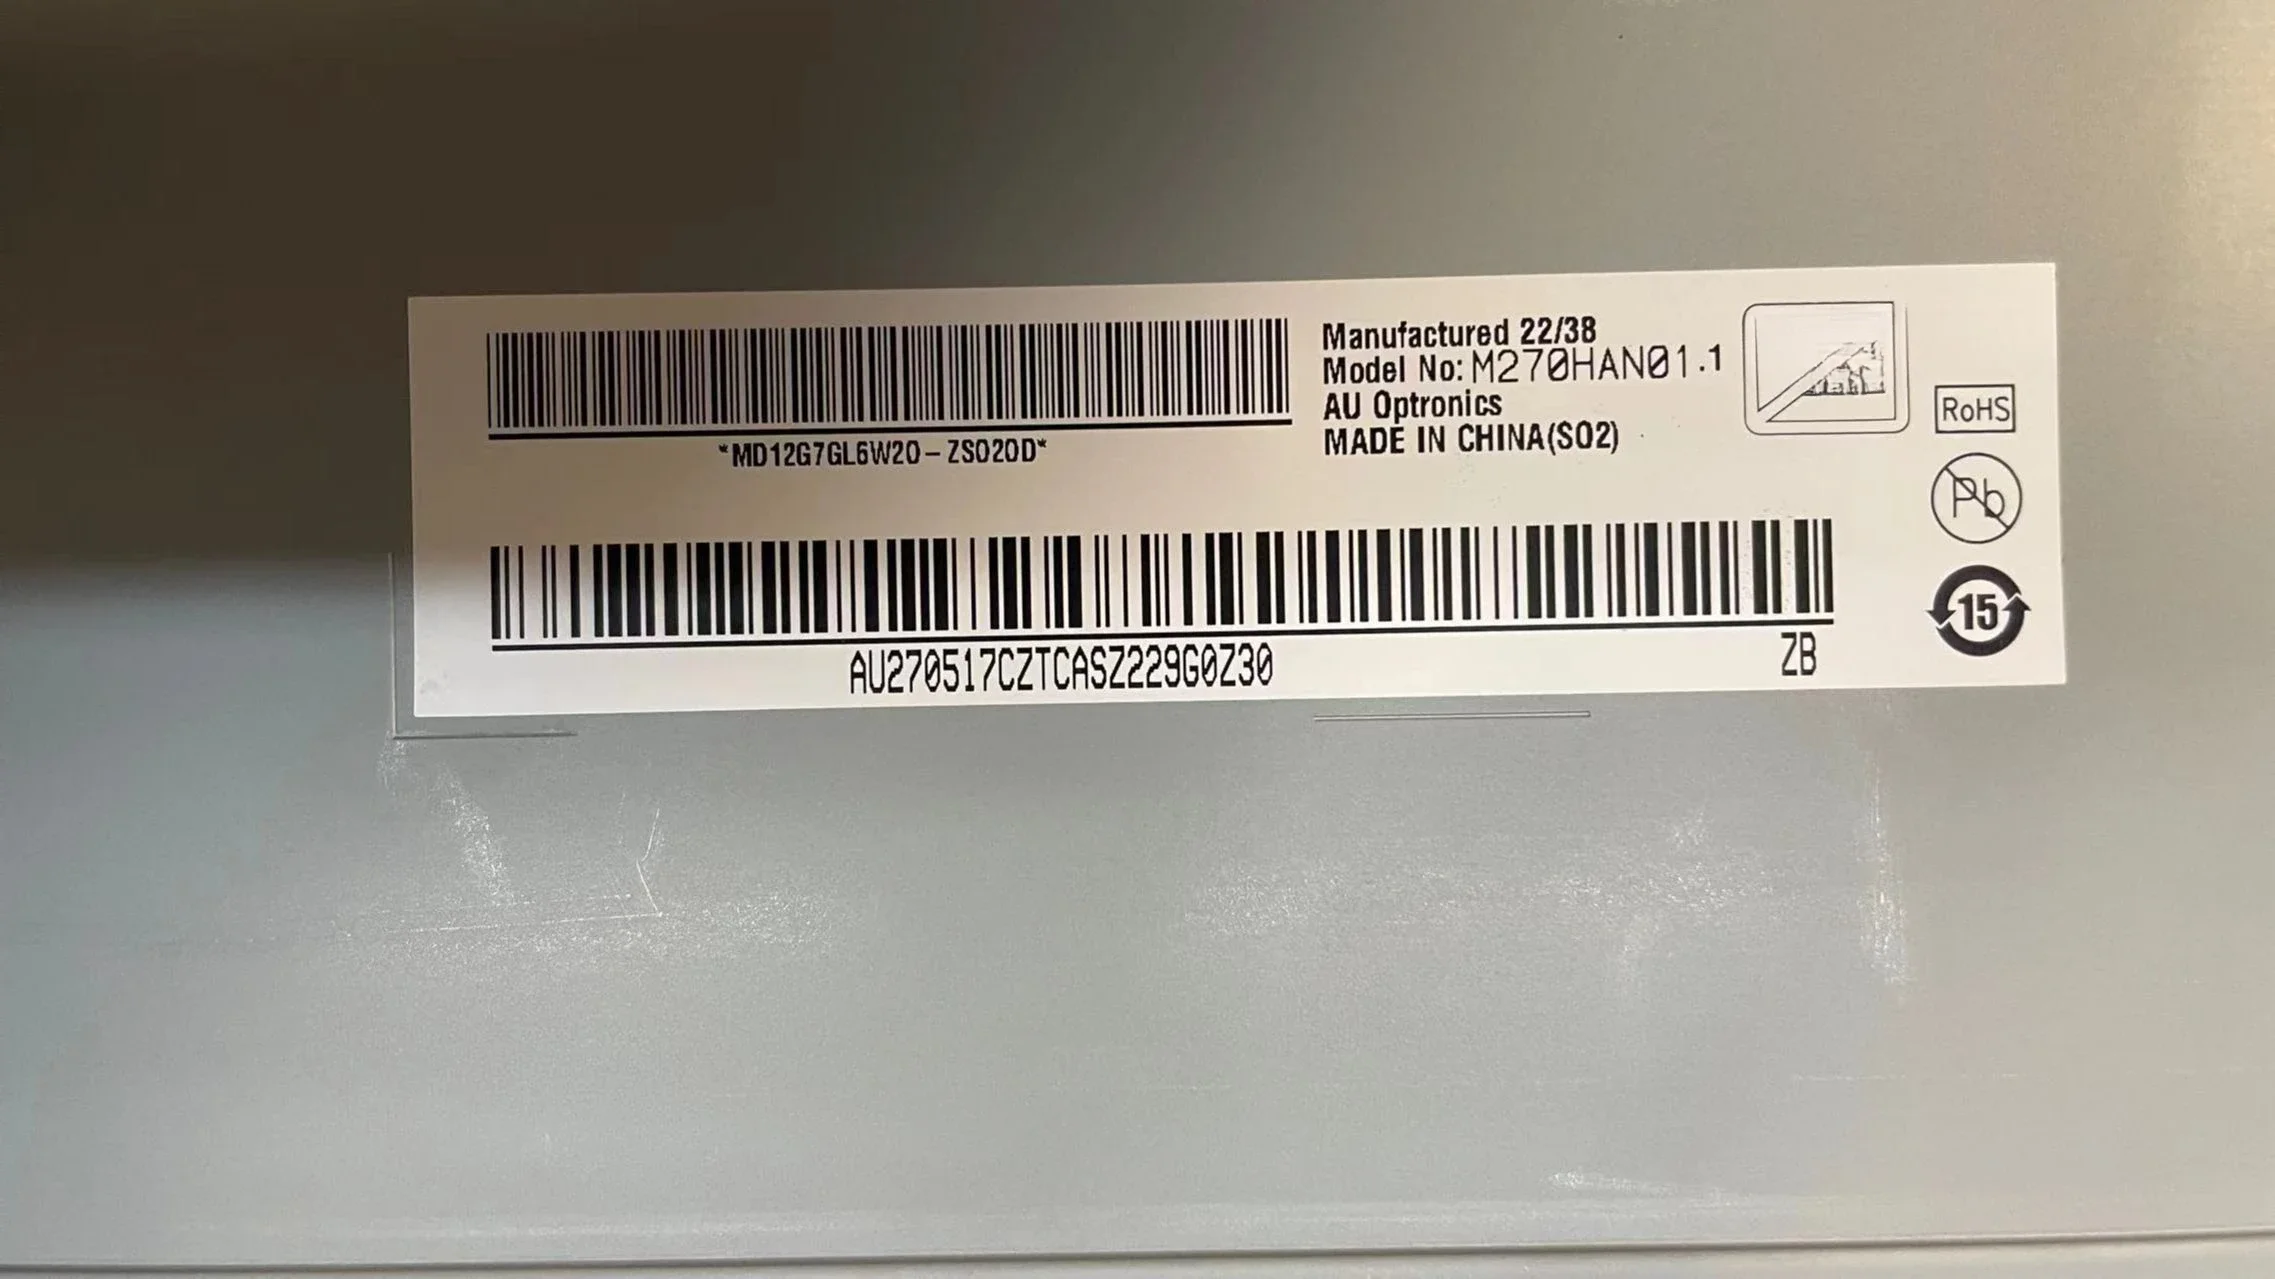 Manufactured 22/38
Model No: M270HAN01.1
AU Optronics
MADE IN CHINA(S02)
*MD12G7GL6W20-ZS020D*
RoHS
Pb
15
AU270517CZTCASZ229G0Z30
ZB